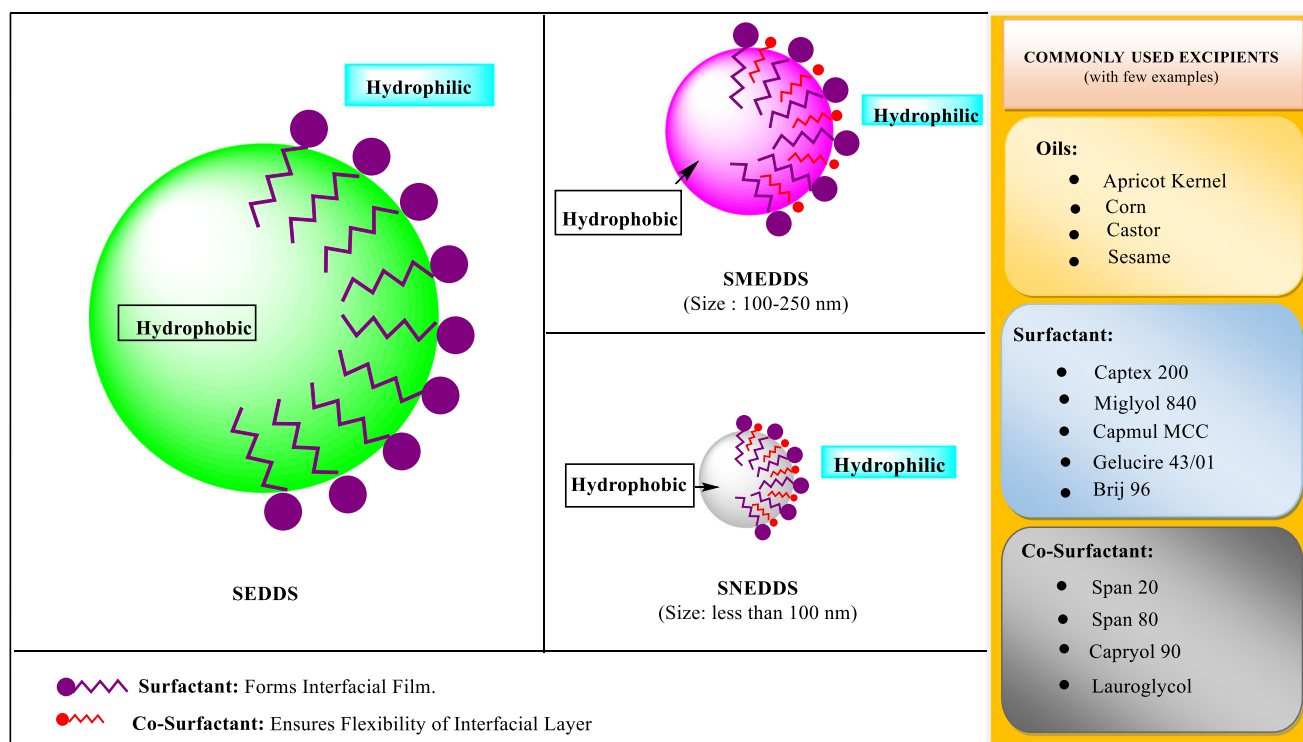 Hydrophilic
Hydrophobic
SEDDS
Hydrophilic
Hydrophobic
SMEDDS
(Size : 100-250 nm)
Hydrophilic
Hydrophobic
SNEDDS
(Size: less than 100 nm)
Surfactant: Forms Interfacial Film.
Co-Surfactant: Ensures Flexibility of Interfacial Layer
COMMONLY USED EXCIPIENTS
(with few examples)
Oils:
● Apricot Kernel
● Corn
● Castor
● Sesame
Surfactant:
● Captex 200
● Miglyol 840
● Capmul MCC
● Gelucire 43/01
● Brij 96
Co-Surfactant:
● Span 20
● Span 80
● Capryol 90
● Lauroglycol